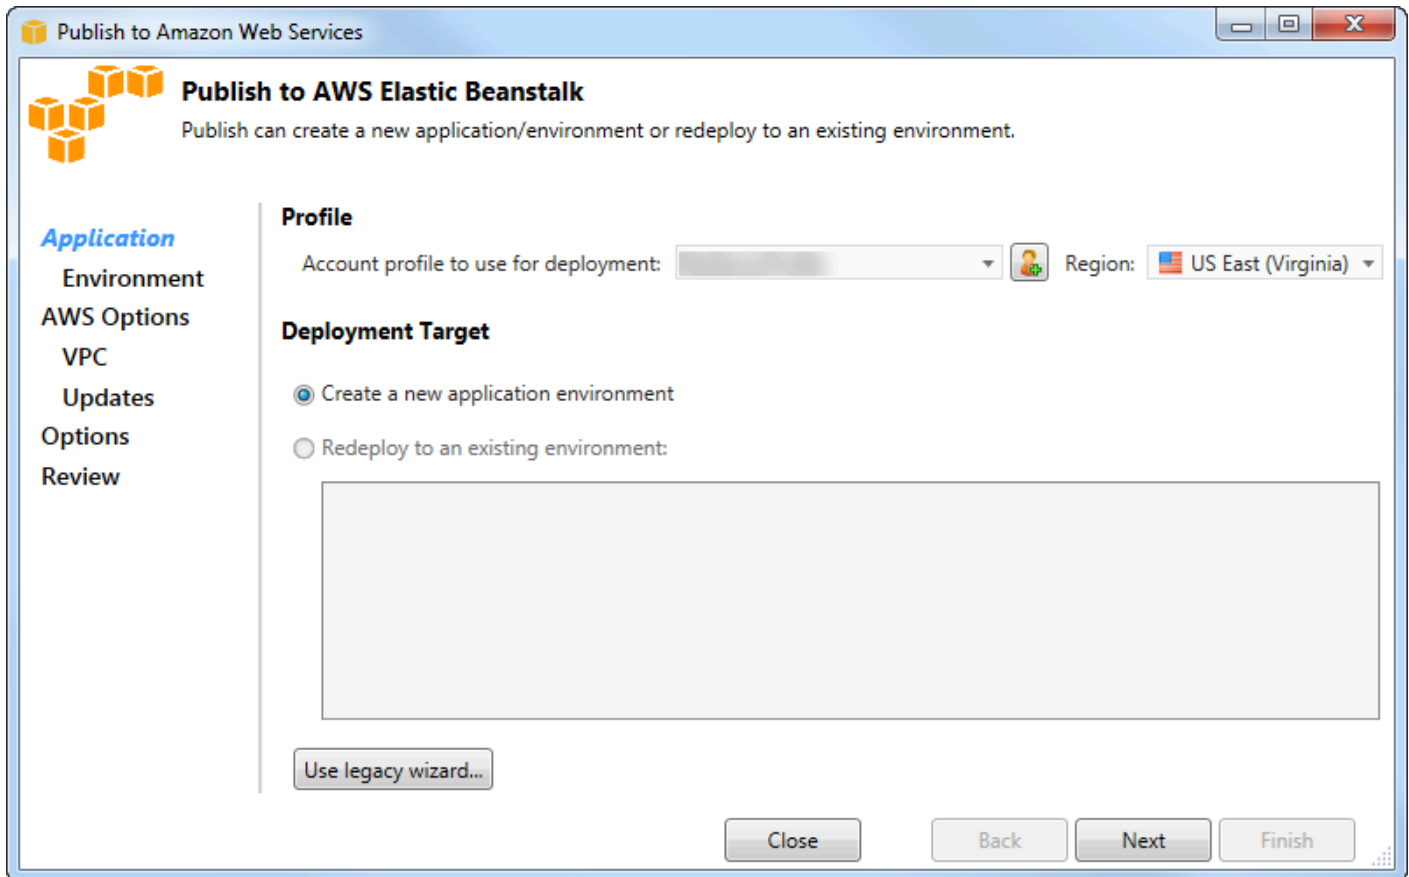 Publish to Amazon Web Services
Publish to AWS Elastic Beanstalk
Publish can create a new application/environment or redeploy to an existing environment.
Application
Environment
AWS Options
VPC
Updates
Options
Review
Profile
Account profile to use for deployment:
Region: US East (Virginia)
Deployment Target
Create a new application environment
Redeploy to an existing environment:
Use legacy wizard...
Close Back Next Finish